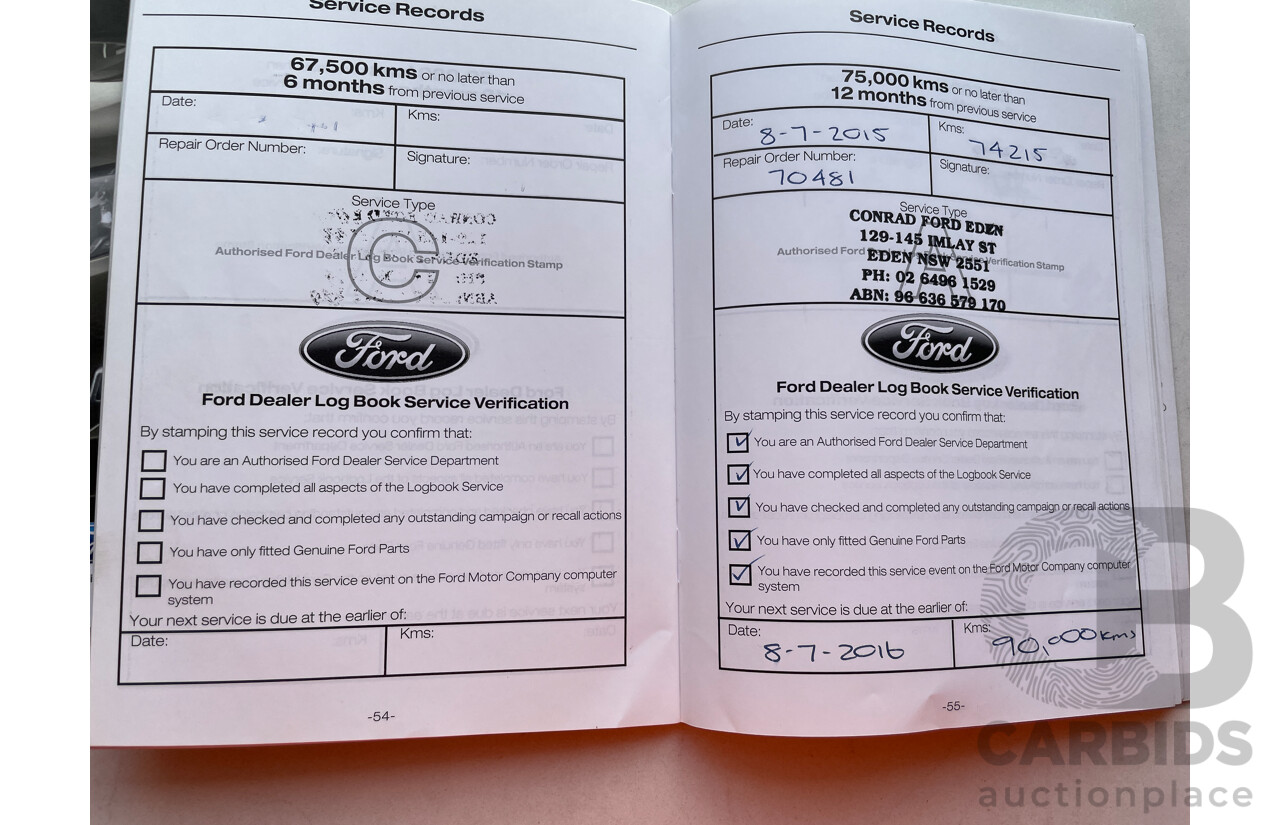 Service Records
67,500 kms or no later than
6 months from previous service
Date:
Kms:
Repair Order Number:
Signature:
Service Type
C
Authorised Ford Dealer Log Book Service Verification Stamp
Ford
Ford Dealer Log Book Service Verification
By stamping this service record you confirm that:
You are an Authorised Ford Dealer Service Department
You have completed all aspects of the Logbook Service
You have checked and completed any outstanding campaign or recall actions
You have only fitted Genuine Ford Parts
You have recorded this service event on the Ford Motor Company computer
system
Your next service is due at the earlier of:
Date:
Kms:
-54-
Service Records
75,000 kms or no later than
12 months from previous service
Date: 8-7-2015
Kms: 74215
Repair Order Number: 70481
Signature:
Service Type
A
CONRAD FORD EDEN
129-145 IMLAY ST
Authorised Ford Service Verification Stamp
EDEN NSW 2551
PH: 02 6496 1529
ABN: 96 636 579 170
Ford
Ford Dealer Log Book Service Verification
By stamping this service record you confirm that:
You are an Authorised Ford Dealer Service Department
You have completed all aspects of the Logbook Service
You have checked and completed any outstanding campaign or recall actions
You have only fitted Genuine Ford Parts
You have recorded this service event on the Ford Motor Company computer
system
Your next service is due at the earlier of:
Date: 8-7-2016
Kms: 90,000kms
-55-
CB
CARBIDS
auctionplace